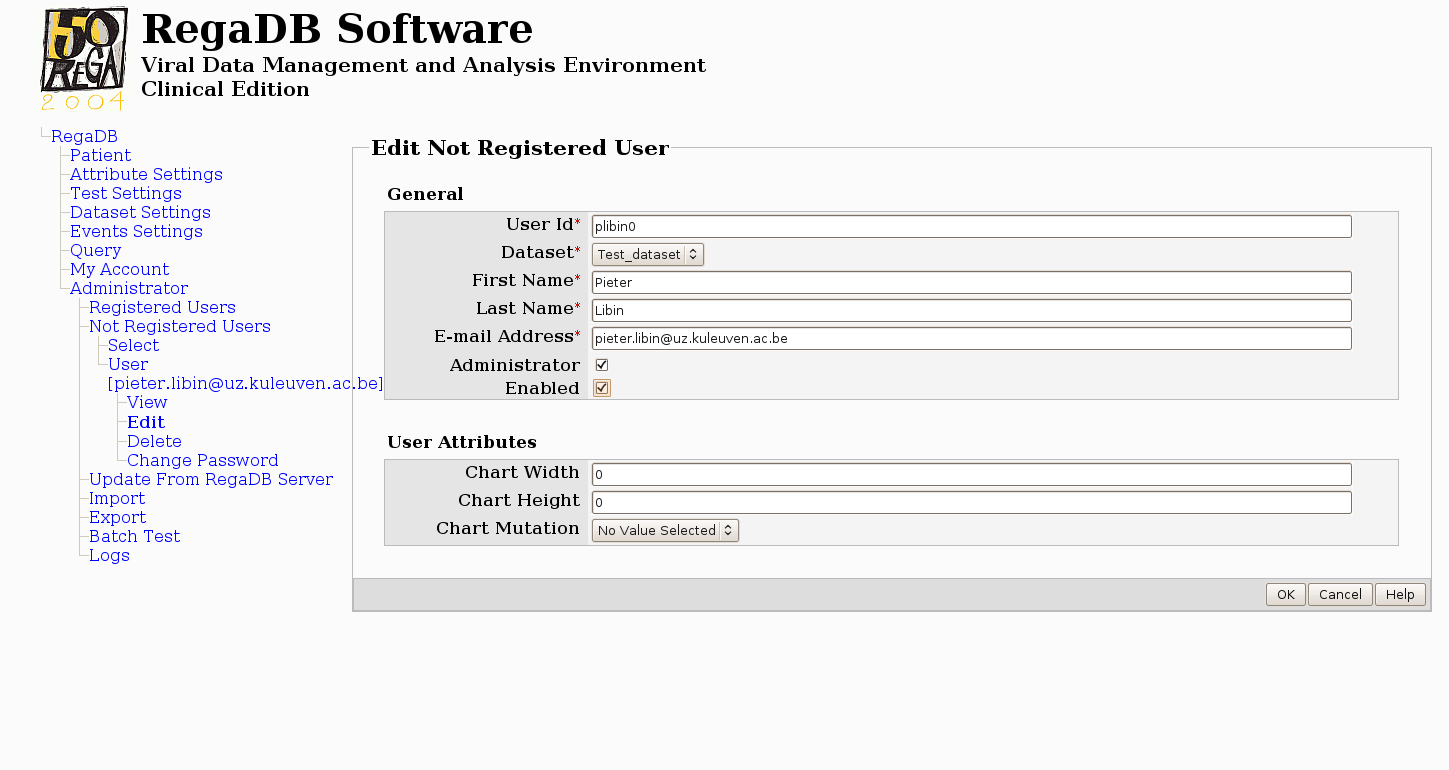 50
REGA
2004
RegaDB Software
Viral Data Management and Analysis Environment
Clinical Edition
RegaDB
Patient
Attribute Settings
Test Settings
Dataset Settings
Events Settings
Query
My Account
Administrator
Registered Users
Not Registered Users
Select
User
[pieter.libin@uz.kuleuven.ac.be]
View
Edit
Delete
Change Password
Update From RegaDB Server
Import
Export
Batch Test
Logs
Edit Not Registered User
General
User Id* plibin0
Dataset* Test_dataset
First Name* Pieter
Last Name* Libin
E-mail Address* pieter.libin@uz.kuleuven.ac.be
Administrator
Enabled
User Attributes
Chart Width 0
Chart Height 0
Chart Mutation No Value Selected
OK Cancel Help